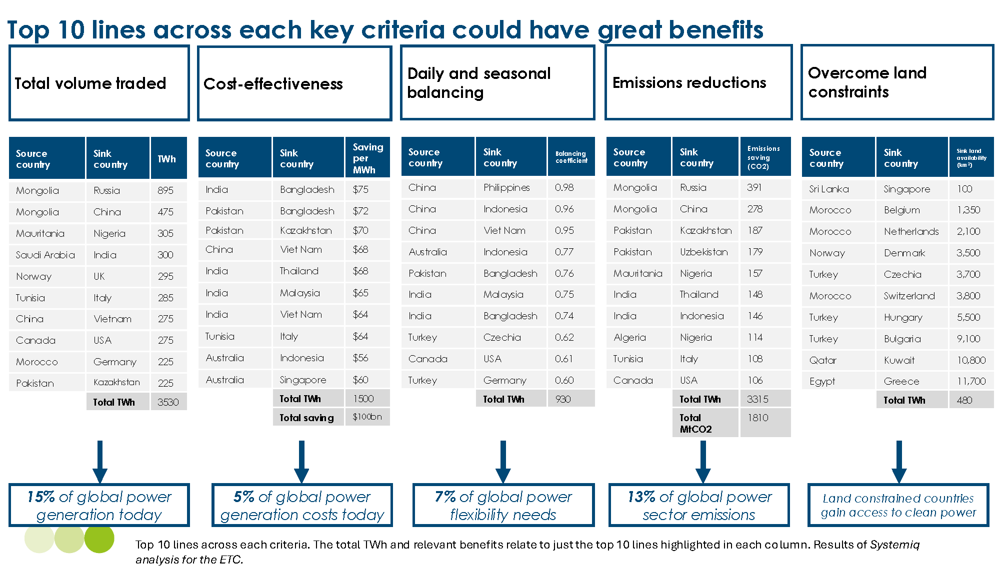 Top 10 lines across each key criteria could have great benefits
Total volume traded
Source country | Sink country | TWh
Mongolia | Russia | 895
Mongolia | China | 475
Mauritania | Nigeria | 305
Saudi Arabia | India | 300
Norway | UK | 295
Tunisia | Italy | 285
China | Vietnam | 275
Canada | USA | 275
Morocco | Germany | 225
Pakistan | Kazakhstan | 225
Total TWh | 3530
15% of global power
generation today
Cost-effectiveness
Source country | Sink country | Saving per MWh
India | Bangladesh | $75
Pakistan | Bangladesh | $72
Pakistan | Kazakhstan | $70
China | Viet Nam | $68
India | Thailand | $68
India | Malaysia | $65
India | Viet Nam | $64
Tunisia | Italy | $64
Australia | Indonesia | $56
Australia | Singapore | $60
Total TWh | 1500
Total saving | $100bn
5% of global power
generation costs today
Daily and seasonal
balancing
Source country | Sink country | Balancing coefficient
China | Philippines | 0.98
China | Indonesia | 0.96
China | Viet Nam | 0.95
Australia | Indonesia | 0.77
Pakistan | Bangladesh | 0.76
India | Malaysia | 0.75
India | Bangladesh | 0.74
Turkey | Czechia | 0.62
Canada | USA | 0.61
Turkey | Germany | 0.60
Total TWh | 930
7% of global power
flexibility needs
Emissions reductions
Source country | Sink country | Emissions saving (CO2)
Mongolia | Russia | 391
Mongolia | China | 278
Pakistan | Kazakhstan | 187
Pakistan | Uzbekistan | 179
Mauritania | Nigeria | 157
India | Thailand | 148
India | Indonesia | 146
Algeria | Nigeria | 114
Tunisia | Italy | 108
Canada | USA | 106
Total TWh | 3315
Total MtCO2 | 1810
13% of global power
sector emissions
Overcome land
constraints
Source country | Sink country | Sink land availability (km²)
Sri Lanka | Singapore | 100
Morocco | Belgium | 1,350
Morocco | Netherlands | 2,100
Norway | Denmark | 3,500
Turkey | Czechia | 3,700
Morocco | Switzerland | 3,800
Turkey | Hungary | 5,500
Turkey | Bulgaria | 9,100
Qatar | Kuwait | 10,800
Egypt | Greece | 11,700
Total TWh | 480
Land constrained countries
gain access to clean power
Top 10 lines across each criteria. The total TWh and relevant benefits relate to just the top 10 lines highlighted in each column. Results of Systemiq
analysis for the ETC.